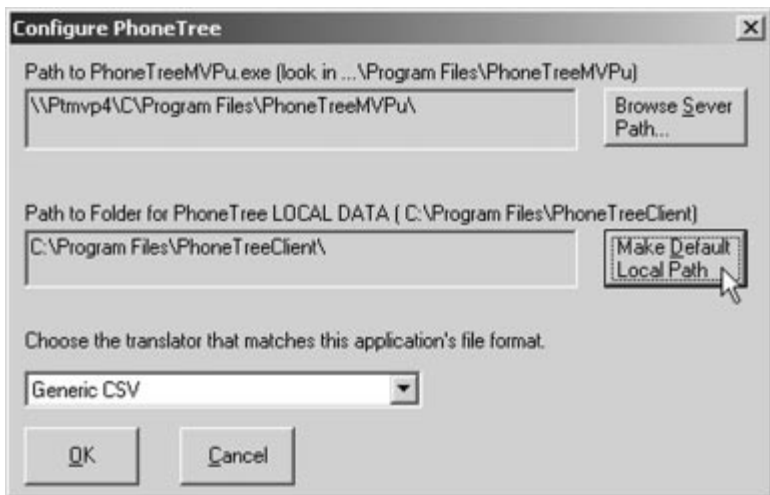 Configure PhoneTree
Path to PhoneTreeMVPu.exe (look in ...\Program Files\PhoneTreeMVPu)
\\Ptmvp4\C\Program Files\PhoneTreeMVPu\
Browse Sever
Path...
Path to Folder for PhoneTree LOCAL DATA ( C:\Program Files\PhoneTreeClient)
C:\Program Files\PhoneTreeClient\
Make Default
Local Path
Choose the translator that matches this application's file format.
Generic CSV
OK
Cancel